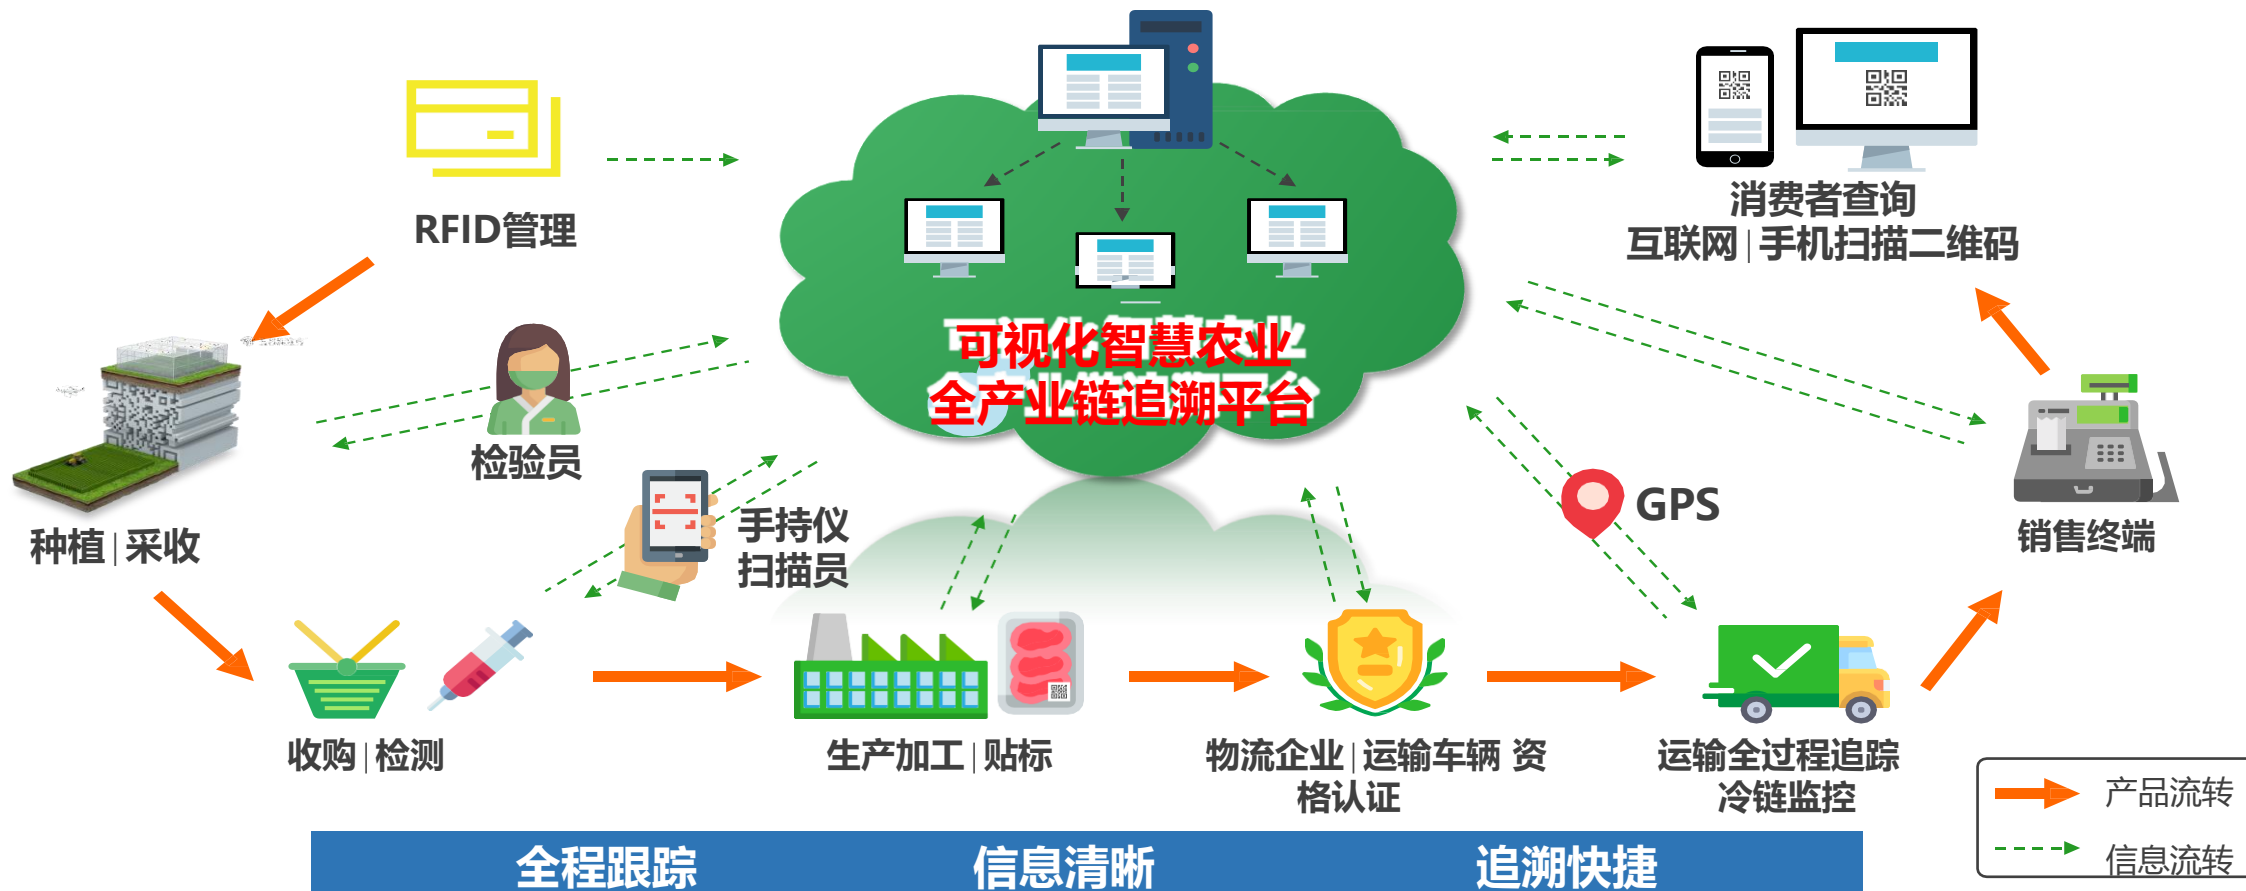 RFID管理
消费者查询
互联网|手机扫描二维码
可视化智慧农业
全产业链追溯平台
检验员
手持仪
扫描员
GPS
种植|采收
销售终端
收购|检测
生产加工|贴标
物流企业|运输车辆 资
格认证
运输全过程追踪
冷链监控
产品流转
信息流转
全程跟踪 信息清晰 追溯快捷